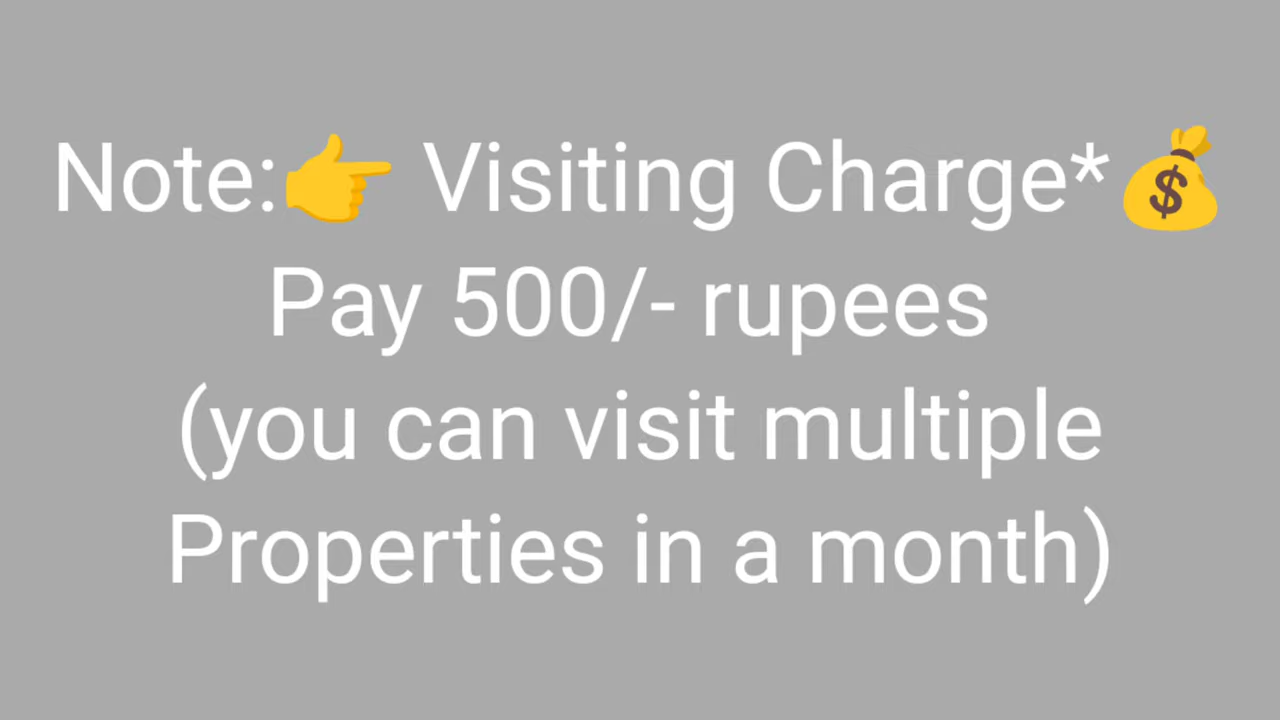 Note:👉 Visiting Charge*💰
Pay 500/- rupees
(you can visit multiple
Properties in a month)